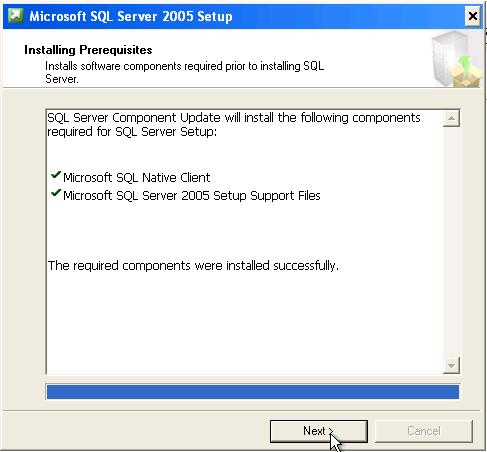 Microsoft SQL Server 2005 Setup
Installing Prerequisites
Installs software components required prior to installing SQL
Server.
SQL Server Component Update will install the following components
required for SQL Server Setup:
Microsoft SQL Native Client
Microsoft SQL Server 2005 Setup Support Files
The required components were installed successfully.
Next >
Cancel